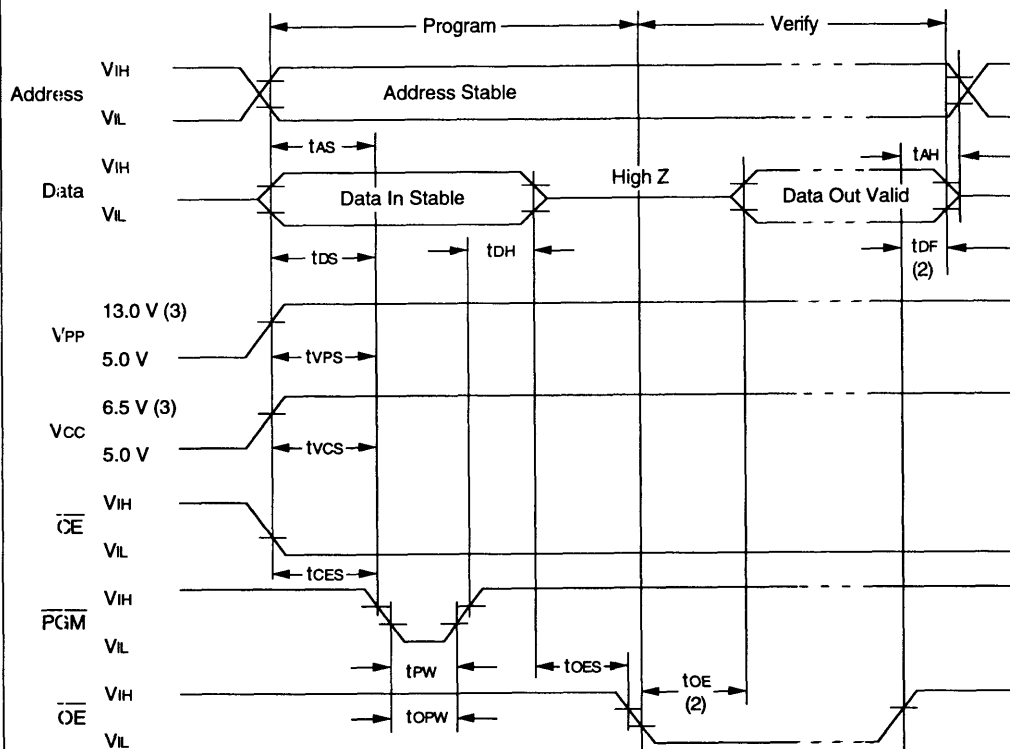 Program
Verify
Address
VIH
VIL
Address Stable
tAS
tAH
Data
VIH
VIL
Data In Stable
High Z
Data Out Valid
tDS
tDH
tDF
(2)
VPP
13.0 V (3)
5.0 V
tVPS
VCC
6.5 V (3)
5.0 V
tVCS
CE
VIH
VIL
tCES
PGM
VIH
VIL
tPW
tOES
tOE
(2)
OE
VIH
VIL
tOPW